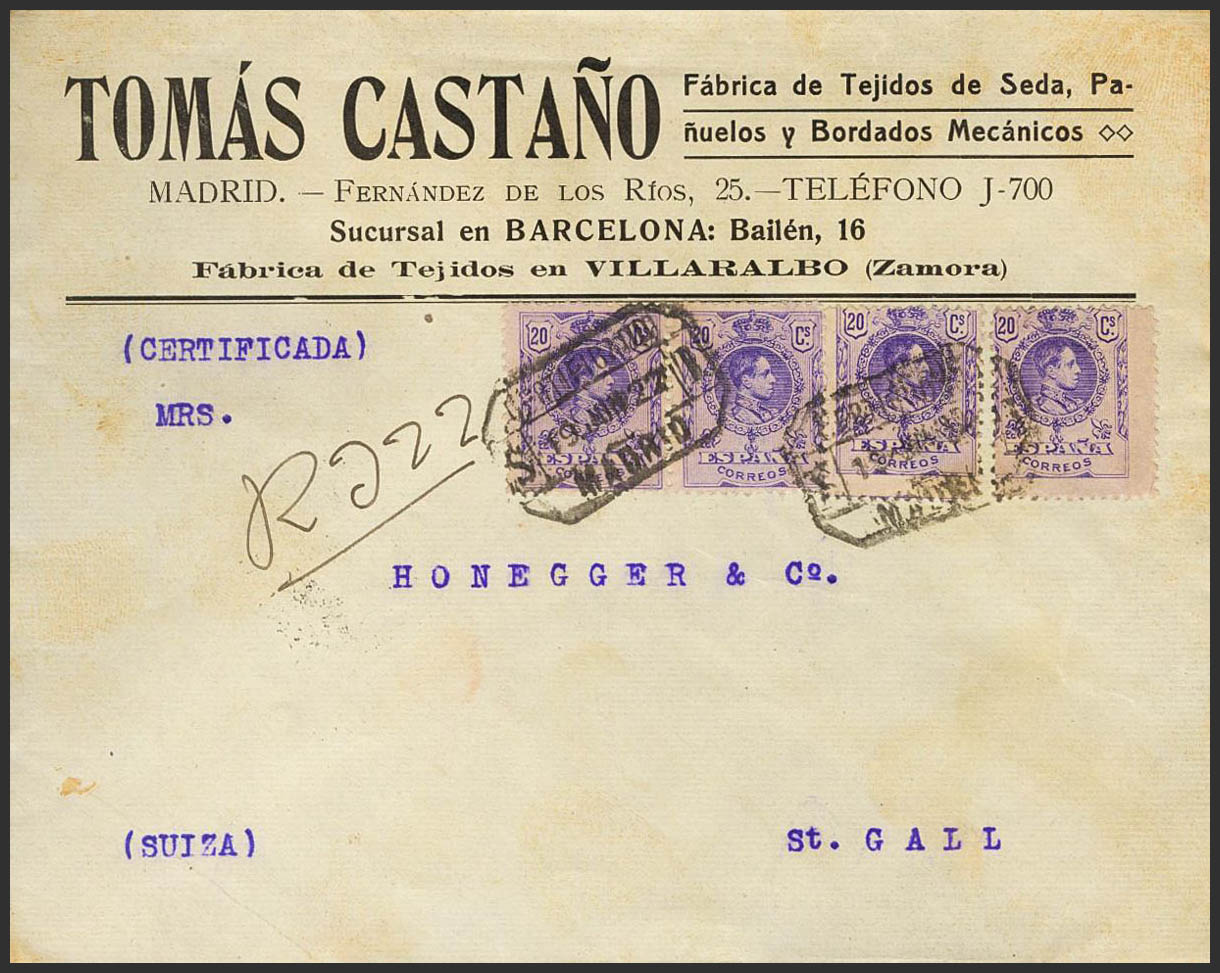 TOMÁS CASTAÑO
Fábrica de Tejidos de Seda, Pa-
ñuelos y Bordados Mecánicos
MADRID. — FERNÁNDEZ DE LOS RÍOS, 25.—TELÉFONO J-700
Sucursal en BARCELONA: Bailén, 16
Fábrica de Tejidos en VILLARALBO (Zamora)
(CERTIFICADA)
MRS.
20
20 Cs.
20 Cs.
20 Cs.
ESPAÑA ESPAÑA ESPAÑA ESPAÑA
CORREOS CORREOS CORREOS
MADRID
HONEGGER & Cº.
(SUIZA)
St. GALL